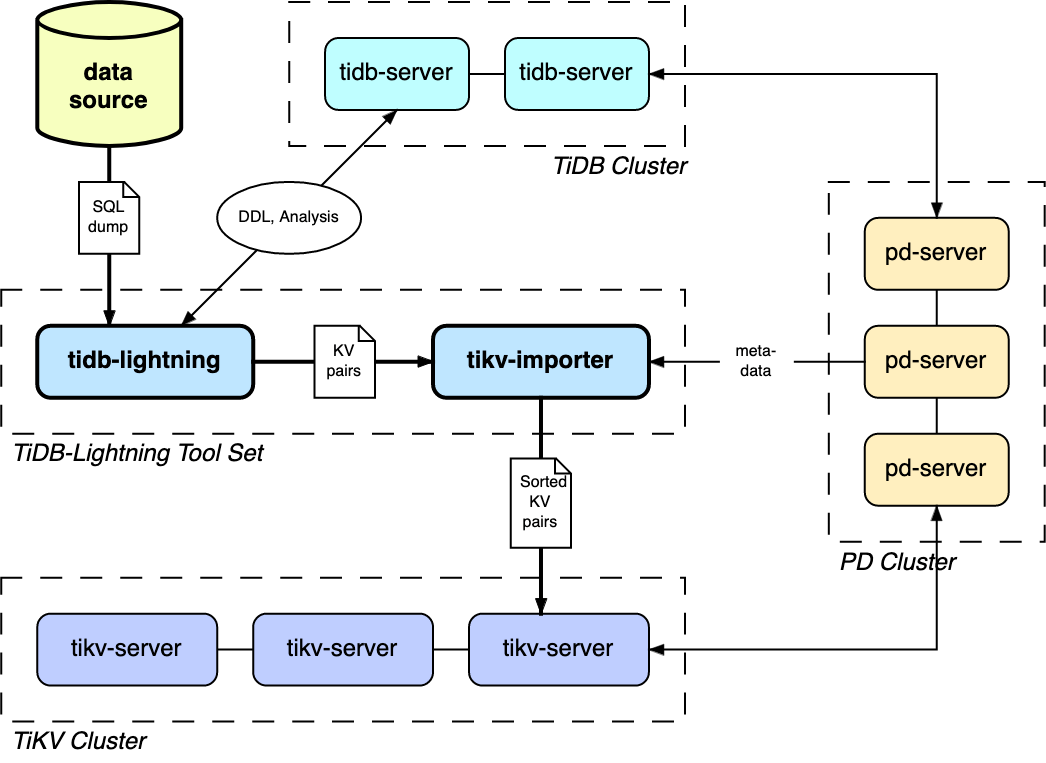 data
source
tidb-server
tidb-server
TiDB Cluster
SQL
dump
DDL, Analysis
pd-server
pd-server
pd-server
PD Cluster
tidb-lightning
KV
pairs
tikv-importer
meta-
data
TiDB-Lightning Tool Set
Sorted
KV
pairs
tikv-server
tikv-server
tikv-server
TiKV Cluster